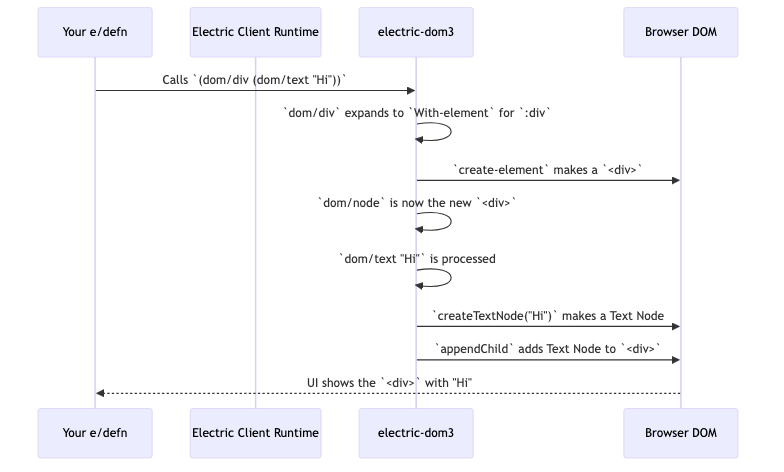 Your e/defn
Electric Client Runtime
electric-dom3
Browser DOM
Calls `(dom/div (dom/text "Hi"))`
`dom/div` expands to `With-element` for `:div`
`create-element` makes a `<div>`
`dom/node` is now the new `<div>`
`dom/text "Hi"` is processed
`createTextNode("Hi")` makes a Text Node
`appendChild` adds Text Node to `<div>`
UI shows the `<div>` with "Hi"
Your e/defn
Electric Client Runtime
electric-dom3
Browser DOM